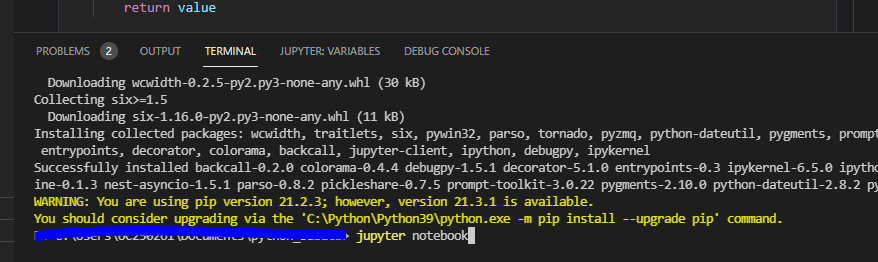 return value
PROBLEMS 2 OUTPUT TERMINAL JUPYTER: VARIABLES DEBUG CONSOLE
Downloading wcwidth-0.2.5-py2.py3-none-any.whl (30 kB)
Collecting six>=1.5
Downloading six-1.16.0-py2.py3-none-any.whl (11 kB)
Installing collected packages: wcwidth, traitlets, six, pywin32, parso, tornado, pyzmq, python-dateutil, pygments, prompt
entrypoints, decorator, colorama, backcall, jupyter-client, ipython, debugpy, ipykernel
Successfully installed backcall-0.2.0 colorama-0.4.4 debugpy-1.5.1 decorator-5.1.0 entrypoints-0.3 ipykernel-6.5.0 ipyth
ine-0.1.3 nest-asyncio-1.5.1 parso-0.8.2 pickleshare-0.7.5 prompt-toolkit-3.0.22 pygments-2.10.0 python-dateutil-2.8.2 py
WARNING: You are using pip version 21.2.3; however, version 21.3.1 is available.
You should consider upgrading via the 'C:\Python\Python39\python.exe -m pip install --upgrade pip' command.
> jupyter notebook